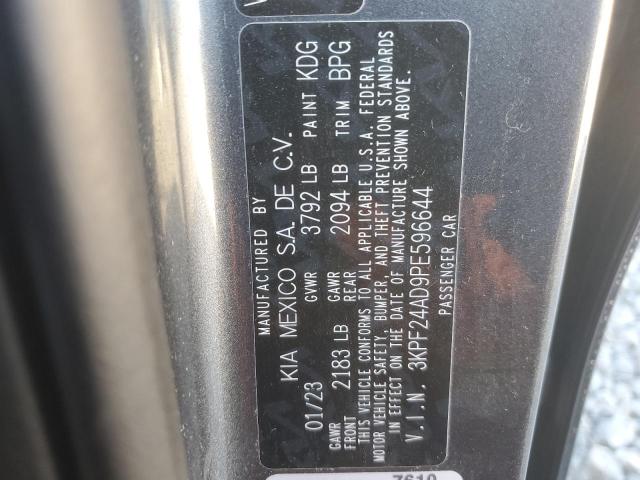 MANUFACTURED BY
KIA MEXICO S.A. DE C.V.
01/23 GVWR 3792 LB PAINT KDG
GAWR FRONT 2183 LB GAWR REAR 2094 LB TRIM BPG
THIS VEHICLE CONFORMS TO ALL APPLICABLE U.S.A. FEDERAL
MOTOR VEHICLE SAFETY, BUMPER, AND THEFT PREVENTION STANDARDS
IN EFFECT ON THE DATE OF MANUFACTURE SHOWN ABOVE.
V.I.N. 3KPF24AD9PE596644
PASSENGER CAR